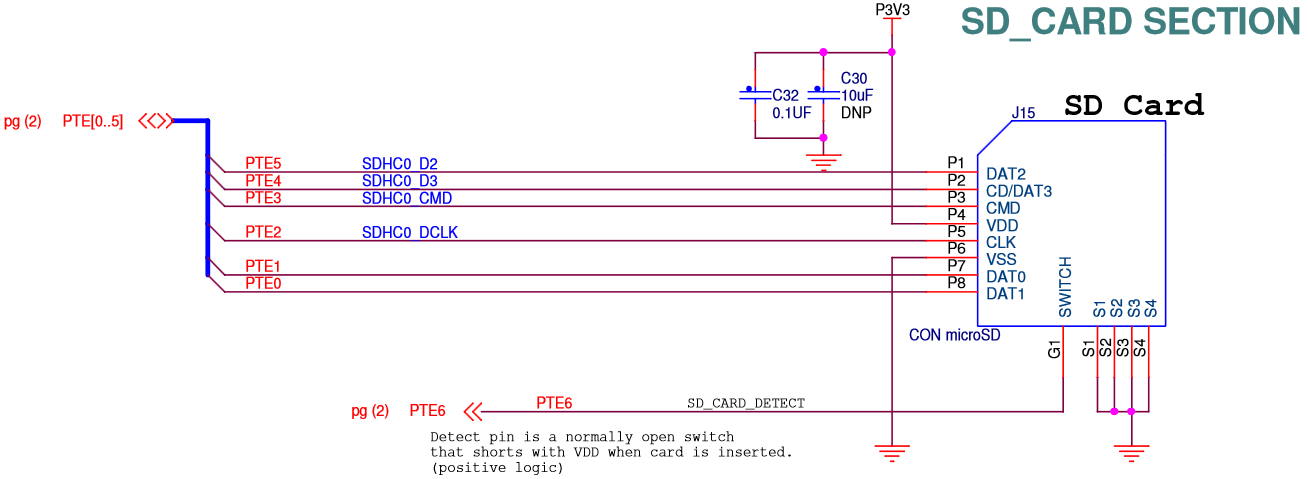 P3V3
SD_CARD SECTION
C30
10uF
DNP
C32
0.1UF
SD Card
J15
pg (2) PTE[0..5]
PTE5 SDHC0_D2 P1 DAT2
PTE4 SDHC0_D3 P2 CD/DAT3
PTE3 SDHC0_CMD P3 CMD
P4 VDD
PTE2 SDHC0_DCLK P5 CLK
P6 VSS
PTE1 P7 DAT0
PTE0 P8 DAT1
SWITCH S1 S2 S3 S4
CON microSD
G1 S1 S2 S3 S4
pg (2) PTE6 PTE6 SD_CARD_DETECT
Detect pin is a normally open switch
that shorts with VDD when card is inserted.
(positive logic)